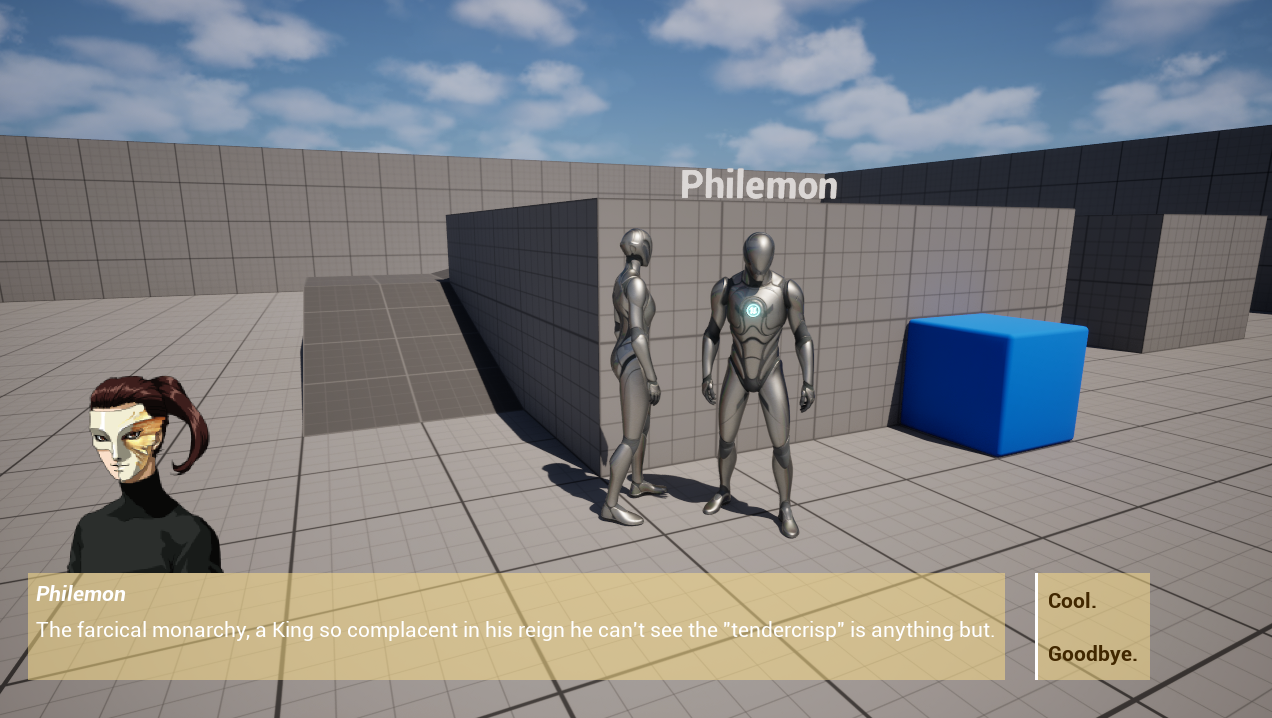 Philemon
Philemon
The farcical monarchy, a King so complacent in his reign he can't see the "tendercrisp" is anything but.
Cool.
Goodbye.